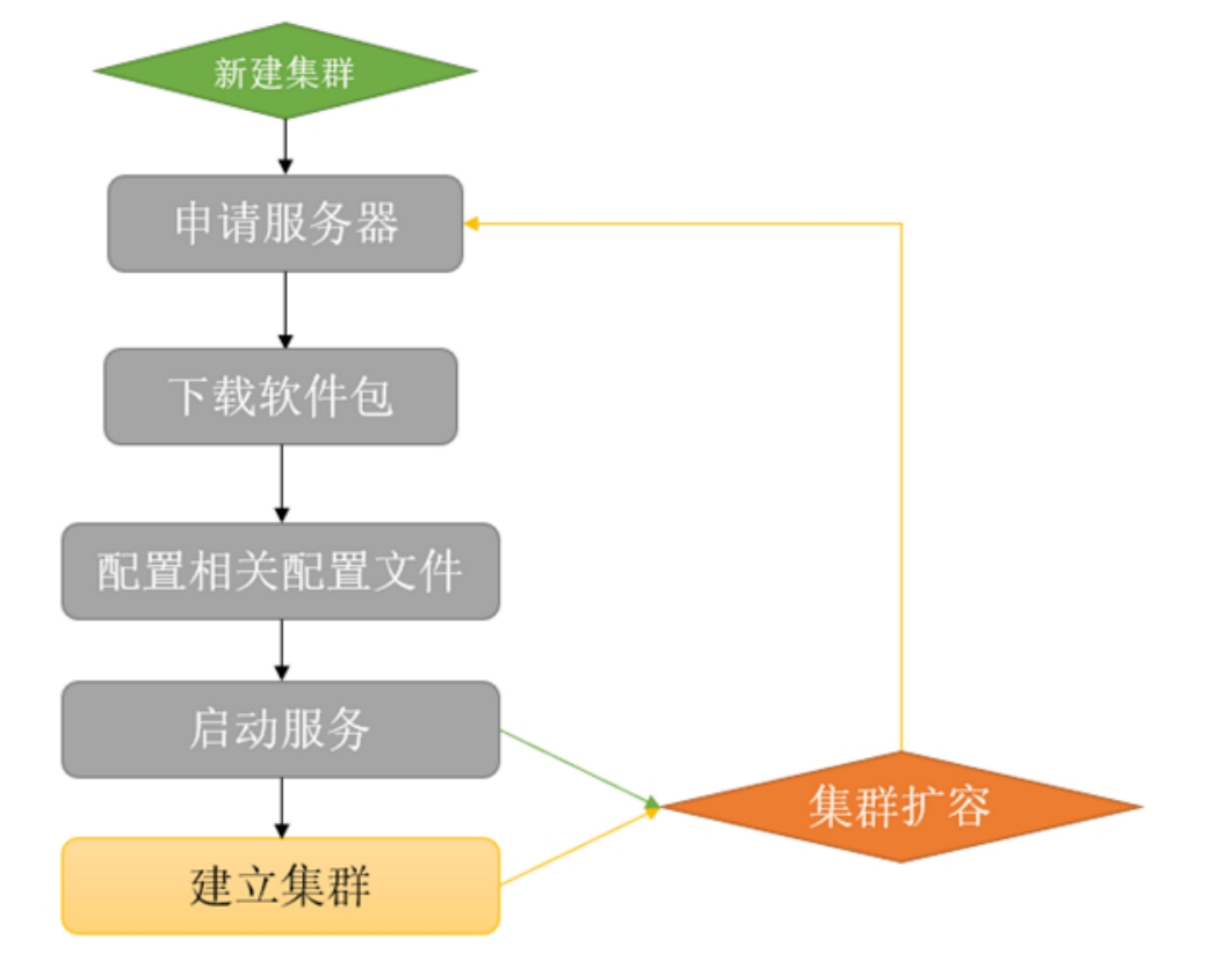 新建集群
申请服务器
下载软件包
配置相关配置文件
启动服务
集群扩容
建立集群